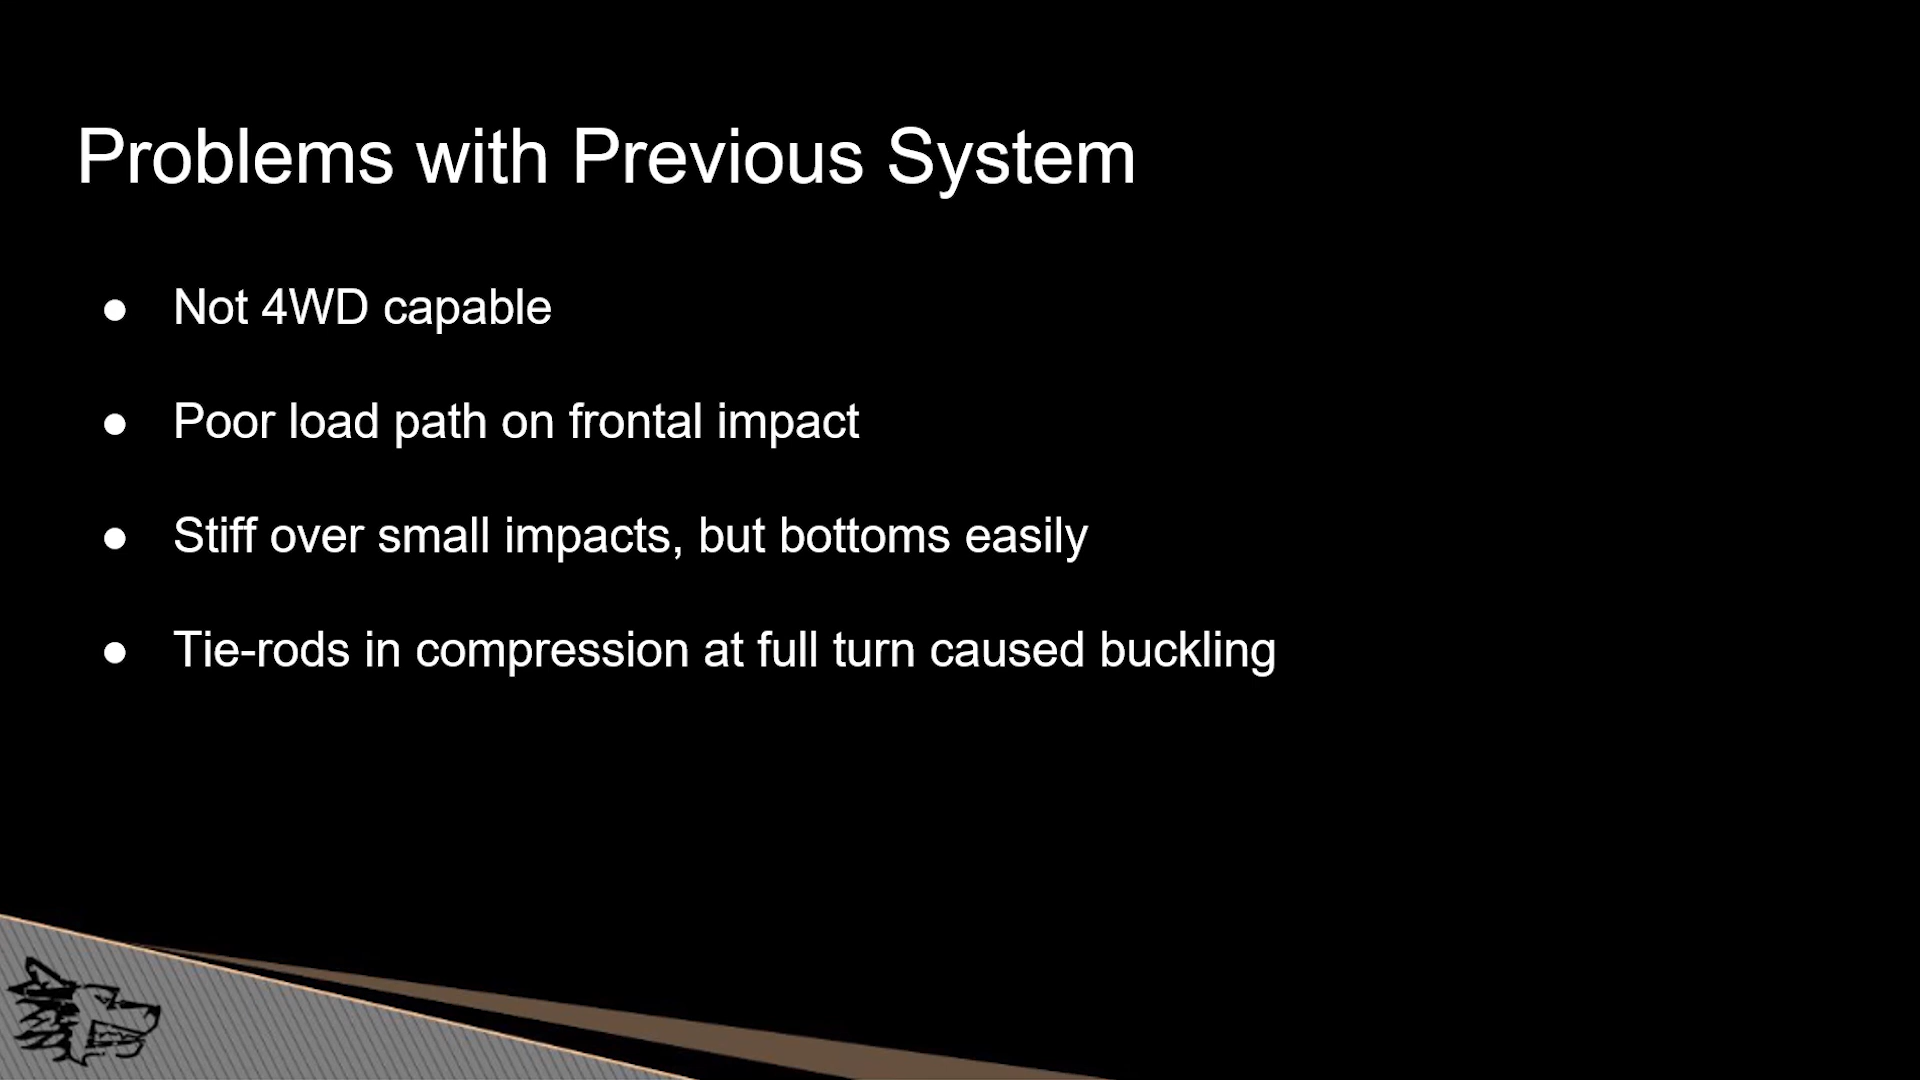 Problems with Previous System
● Not 4WD capable
● Poor load path on frontal impact
● Stiff over small impacts, but bottoms easily
● Tie-rods in compression at full turn caused buckling